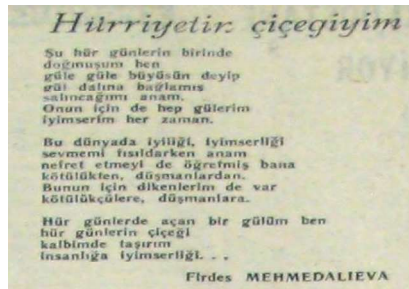 Hürriyetin çiçegiyim
Şu hür günlerin birinde
doğmuşum ben
güle güle büyüsün deyip
gül dalına bağlamıs
salıncağımı anam.
Onun için de hep gülerim
iyimserim her zaman.
Bu dünyada iyiliği, iyimserliği
sevmemi fısıldarken anam
nefret etmeyi de öğretmiş bana
kötülükten, düşmanlardan.
Bunun için dikenlerim de var
kötülükçülere, düşmanlara.
Hür günlerde açan bir gülüm ben
hür günlerin çiçeği
kalbimde taşırım
insanlığa iyimserliği. . .
Firdes MEHMEDALIEVA